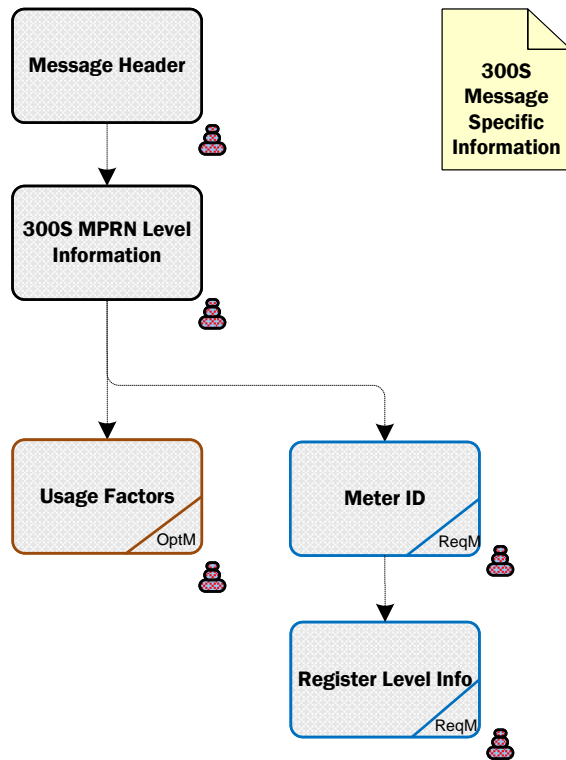 Message Header
300S
Message
Specific
Information
300S MPRN Level
Information
Usage Factors
OptM
Meter ID
ReqM
Register Level Info
ReqM